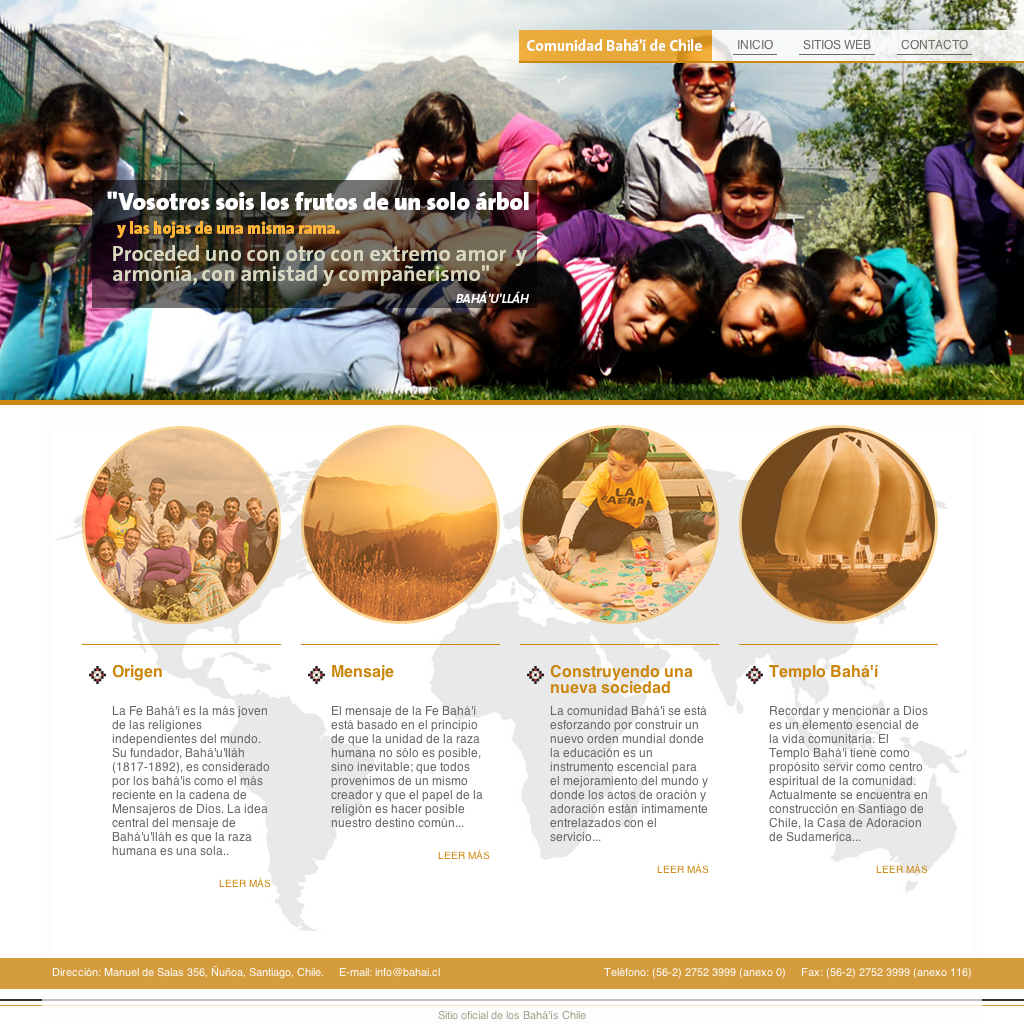 Comunidad Bahá'í de Chile
INICIO
SITIOS WEB
CONTACTO
"Vosotros sois los frutos de un solo árbol
y las hojas de una misma rama.
Proceded uno con otro con extremo amor y
armonía, con amistad y compañerismo"
BAHÁ'U'LLÁH
LA
FAENA
Origen
La Fe Bahá'í es la más joven
de las religiones
independientes del mundo.
Su fundador, Bahá'u'lláh
(1817-1892), es considerado
por los bahá'ís como el más
reciente en la cadena de
Mensajeros de Dios. La idea
central del mensaje de
Bahá'u'lláh es que la raza
humana es una sola..
LEER MÁS
Mensaje
El mensaje de la Fe Bahá'í
está basado en el principio
de que la unidad de la raza
humana no sólo es posible,
sino inevitable; que todos
provenimos de un mismo
creador y que el papel de la
religión es hacer posible
nuestro destino común...
LEER MÁS
Construyendo una
nueva sociedad
La comunidad Bahá'í se está
esforzando por construir un
nuevo orden mundial donde
la educación es un
instrumento escencial para
el mejoramiento del mundo y
donde los actos de oración y
adoración están intimamente
entrelazados con el
servicio...
LEER MÁS
Templo Bahá'í
Recordar y mencionar a Dios
es un elemento esencial de
la vida comunitaria. El
Templo Bahá'í tiene como
propósito servir como centro
espiritual de la comunidad.
Actualmente se encuentra en
construcción en Santiago de
Chile, la Casa de Adoracion
de Sudamerica...
LEER MÁS
Dirección: Manuel de Salas 356, Ñuñoa, Santiago, Chile. E-mail: info@bahai.cl
Teléfono: (56-2) 2752 3999 (anexo 0) Fax: (56-2) 2752 3999 (anexo 116)
Sitio oficial de los Bahá'ís Chile